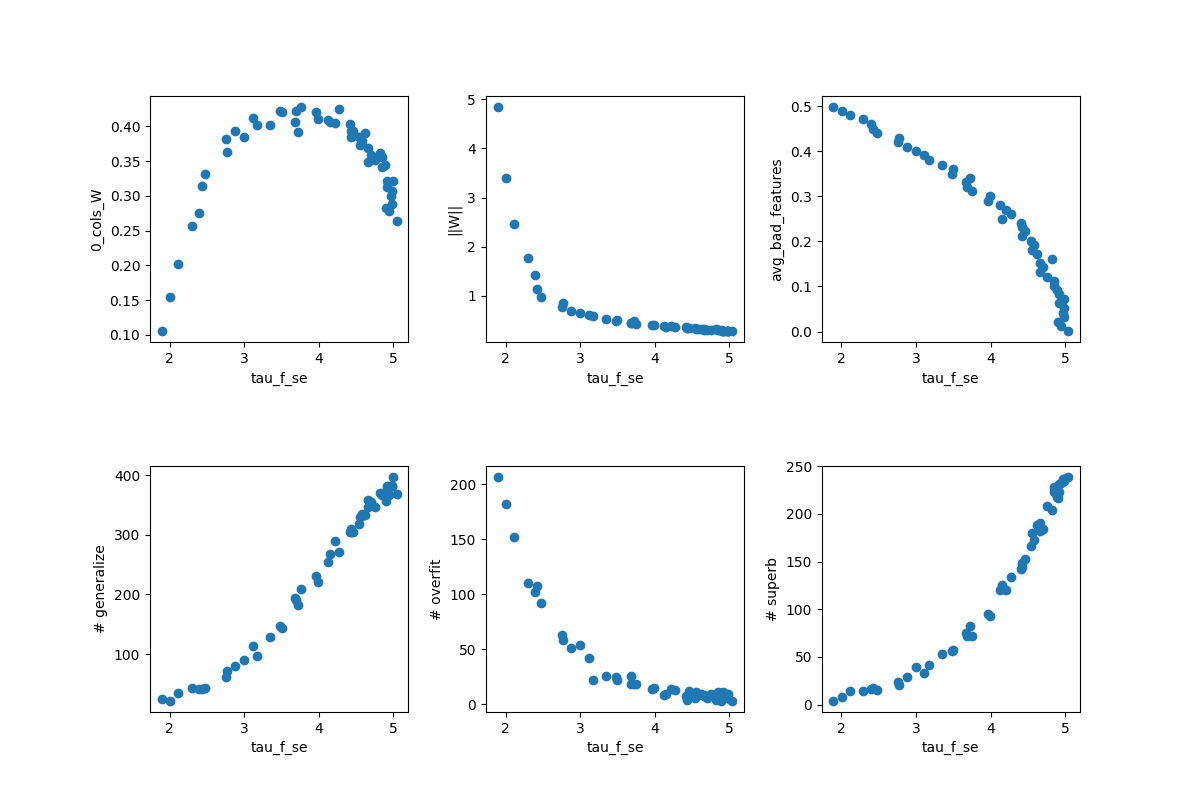 0.40
0.35
0.30
0.25
0.20
0.15
0.10
0_cols_W
2 3 4 5
tau_f_se
5
4
3
2
1
||W||
2 3 4 5
tau_f_se
0.5
0.4
0.3
0.2
0.1
0.0
avg_bad_features
2 3 4 5
tau_f_se
400
300
200
100
# generalize
2 3 4 5
tau_f_se
200
150
100
50
0
# overfit
2 3 4 5
tau_f_se
250
200
150
100
50
0
# superb
2 3 4 5
tau_f_se